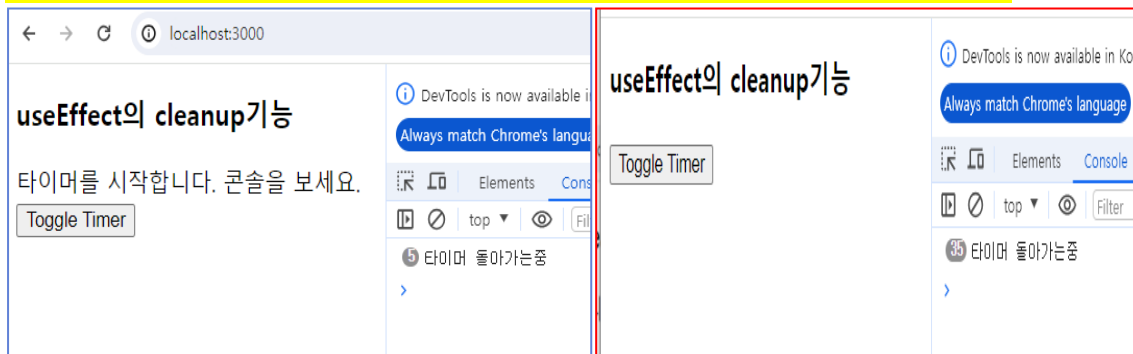 localhost:3000
useEffect의 cleanup기능
타이머를 시작합니다. 콘솔을 보세요.
Toggle Timer
DevTools is now available i
Always match Chrome's langua
Elements
Cons
top ▼
Fil
5 타이머 돌아가는중
useEffect의 cleanup기능
Toggle Timer
DevTools is now available in Ko
Always match Chrome's language
Elements Console
top ▼ Filter
35 타이머 돌아가는중